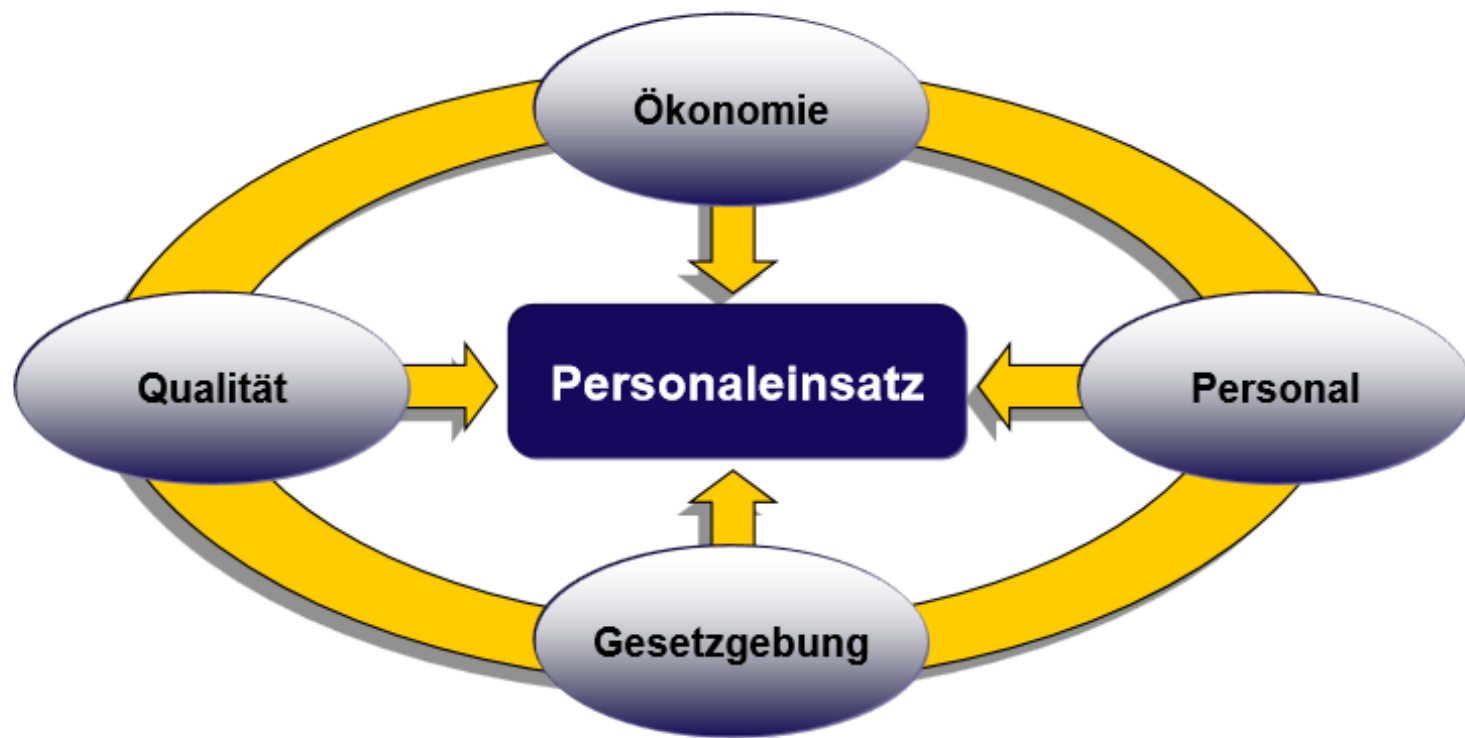 Ökonomie
Qualität
Personaleinsatz
Personal
Gesetzgebung